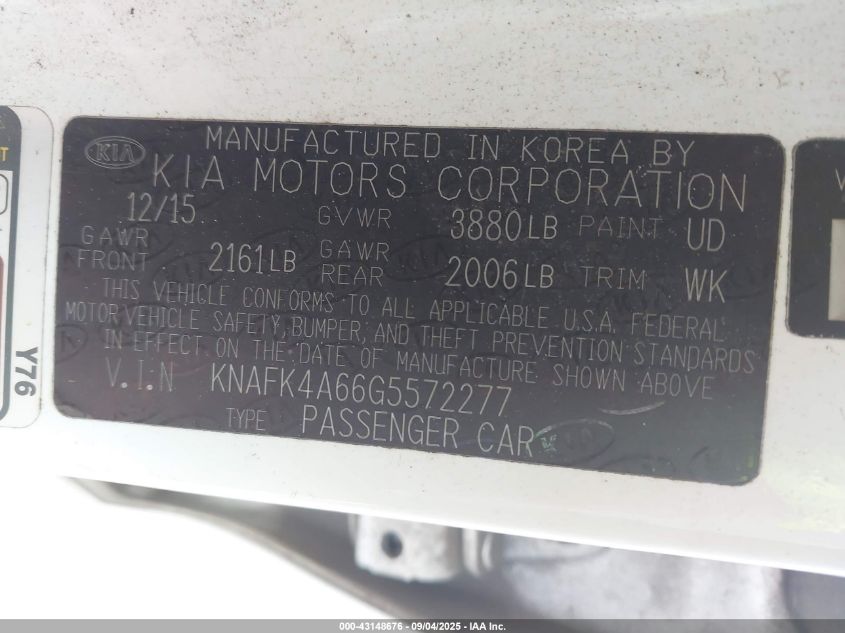 MANUFACTURED IN KOREA BY
KIA KIA MOTORS CORPORATION
12/15 GVWR 3880LB PAINT UD
GAWR FRONT 2161LB GAWR REAR 2006LB TRIM WK
THIS VEHICLE CONFORMS TO ALL APPLICABLE U.S.A. FEDERAL
MOTOR VEHICLE SAFETY, BUMPER, AND THEFT PREVENTION STANDARDS
IN EFFECT ON THE DATE OF MANUFACTURE SHOWN ABOVE
V.I.N KNAFK4A66G5572277
TYPE PASSENGER CAR
Y76
000-43148676 - 09/04/2025 - IAA Inc.